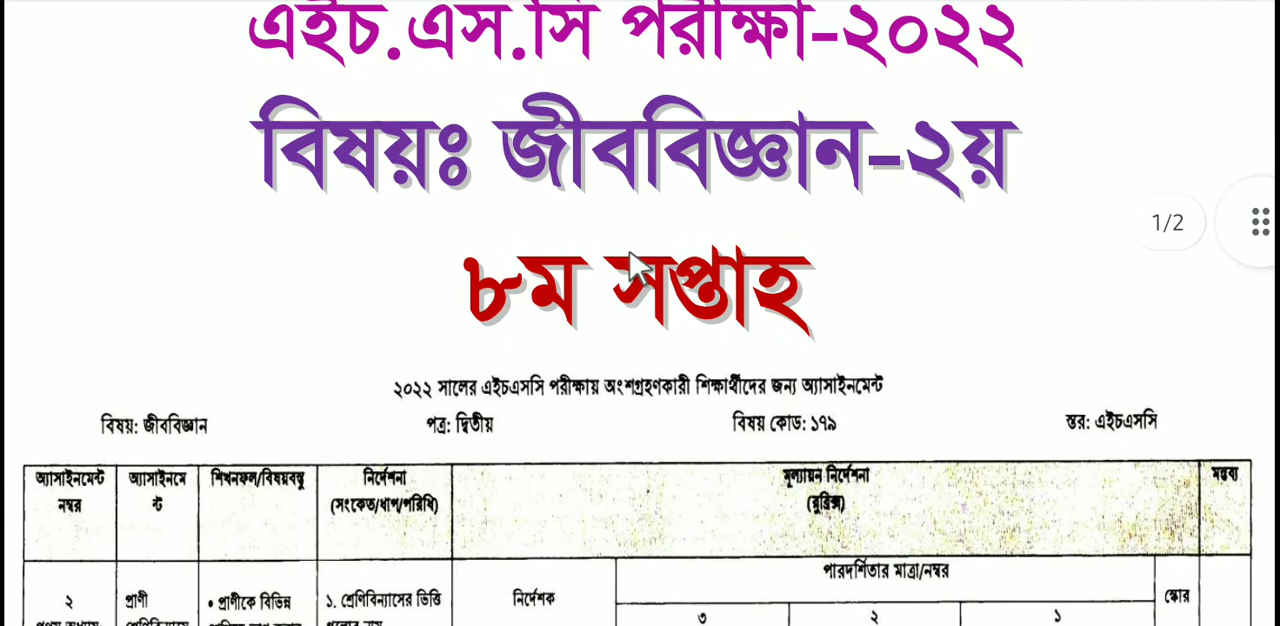 এইচ.এস.সি পরীক্ষা-২০২২
বিষয়ঃ জীববিজ্ঞান-২য়
1/2
৮ম সপ্তাহ
২০২২ সালের এইচএসসি পরীক্ষায় অংশগ্রহণকারী শিক্ষার্থীদের জন্য অ্যাসাইনমেন্ট
বিষয়: জীববিজ্ঞান পত্র: দ্বিতীয় বিষয় কোড: ১৭৯ স্তর: এইচএসসি
অ্যাসাইনমেন্ট নম্বর
অ্যাসাইনমেন্ট
শিখনফল/বিষয়বস্তু
নির্দেশনা
(সংকেত/ধাপ/পরিধি)
মূল্যায়ন নির্দেশনা
(রুব্রিক্স)
মন্তব্য
২
প্রাণী
• প্রাণীকে বিভিন্ন
১. শ্রেণিবিন্যাসের ভিত্তি
নির্দেশক
পারদর্শিতার মাত্রা/নম্বর
স্কোর
৩ ২ ১